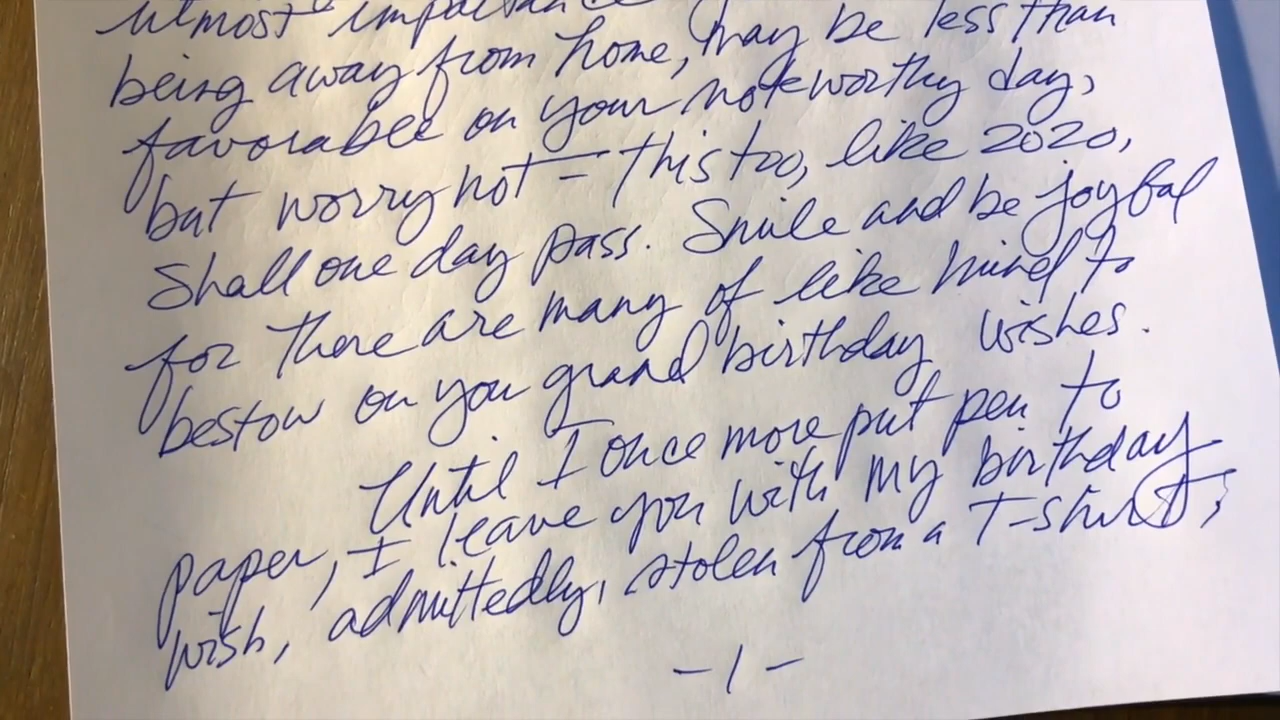 utmost importance
being away from home, may be less than
favorabee on your noteworthy day,
but worry not – this too, like 2020,
Shall one day pass. Smile and be joyful
for there are many of like mind to
bestow on you grand birthday wishes.
Until I once more put pen to
paper, I leave you with my birthday
wish, admittedly, stolen from a T-shirt;
-1-